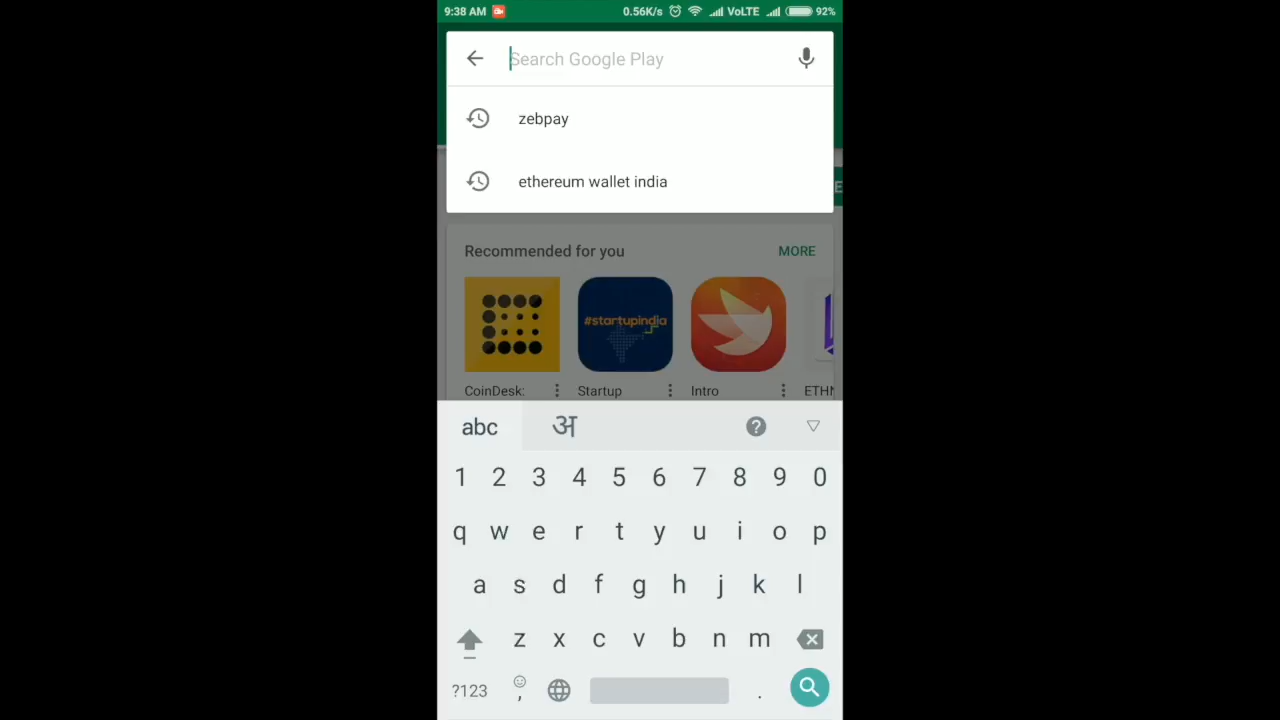 9:38 AM 0.56K/s VoLTE 92%
Search Google Play
zebpay
ethereum wallet india
E
Recommended for you MORE
#startupindia
CoinDesk: Startup Intro ETHN
abc अ ?
1 2 3 4 5 6 7 8 9 0
q w e r t y u i o p
a s d f g h j k l
z x c v b n m
?123 , .